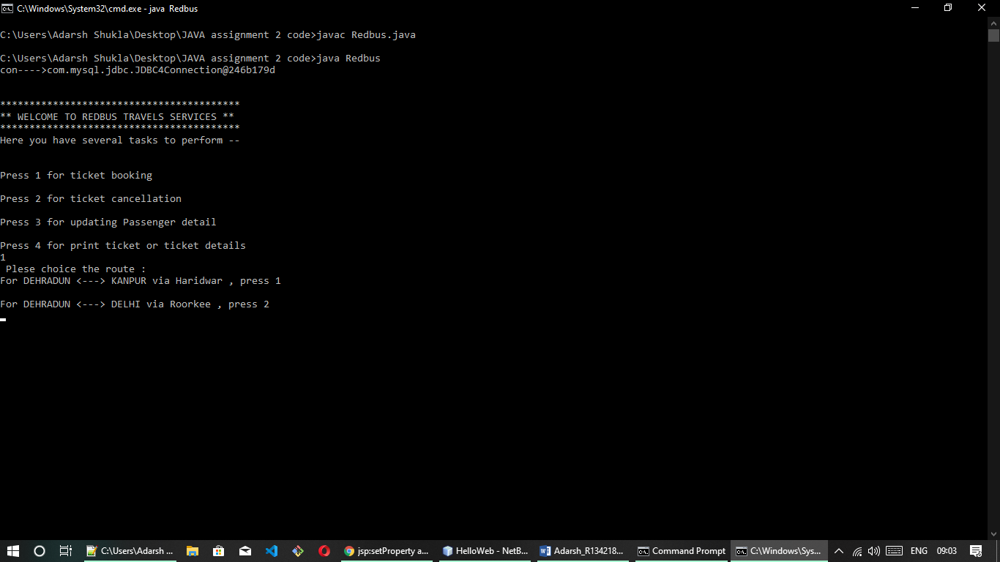 C:\Windows\System32\cmd.exe - java  Redbus
C:\Users\Adarsh Shukla\Desktop\JAVA assignment 2 code>javac Redbus.java
C:\Users\Adarsh Shukla\Desktop\JAVA assignment 2 code>java Redbus
con---->com.mysql.jdbc.JDBC4Connection@246b179d
*****************************************
** WELCOME TO REDBUS TRAVELS SERVICES **
*****************************************
Here you have several tasks to perform --
Press 1 for ticket booking
Press 2 for ticket cancellation
Press 3 for updating Passenger detail
Press 4 for print ticket or ticket details
1
Plese choice the route :
For DEHRADUN <---> KANPUR via Haridwar , press 1
For DEHRADUN <---> DELHI via Roorkee , press 2
C:\Users\Adarsh ... jsp:setProperty a... HelloWeb - NetB... Adarsh_R134218... Command Prompt C:\Windows\Sys... ENG 09:03